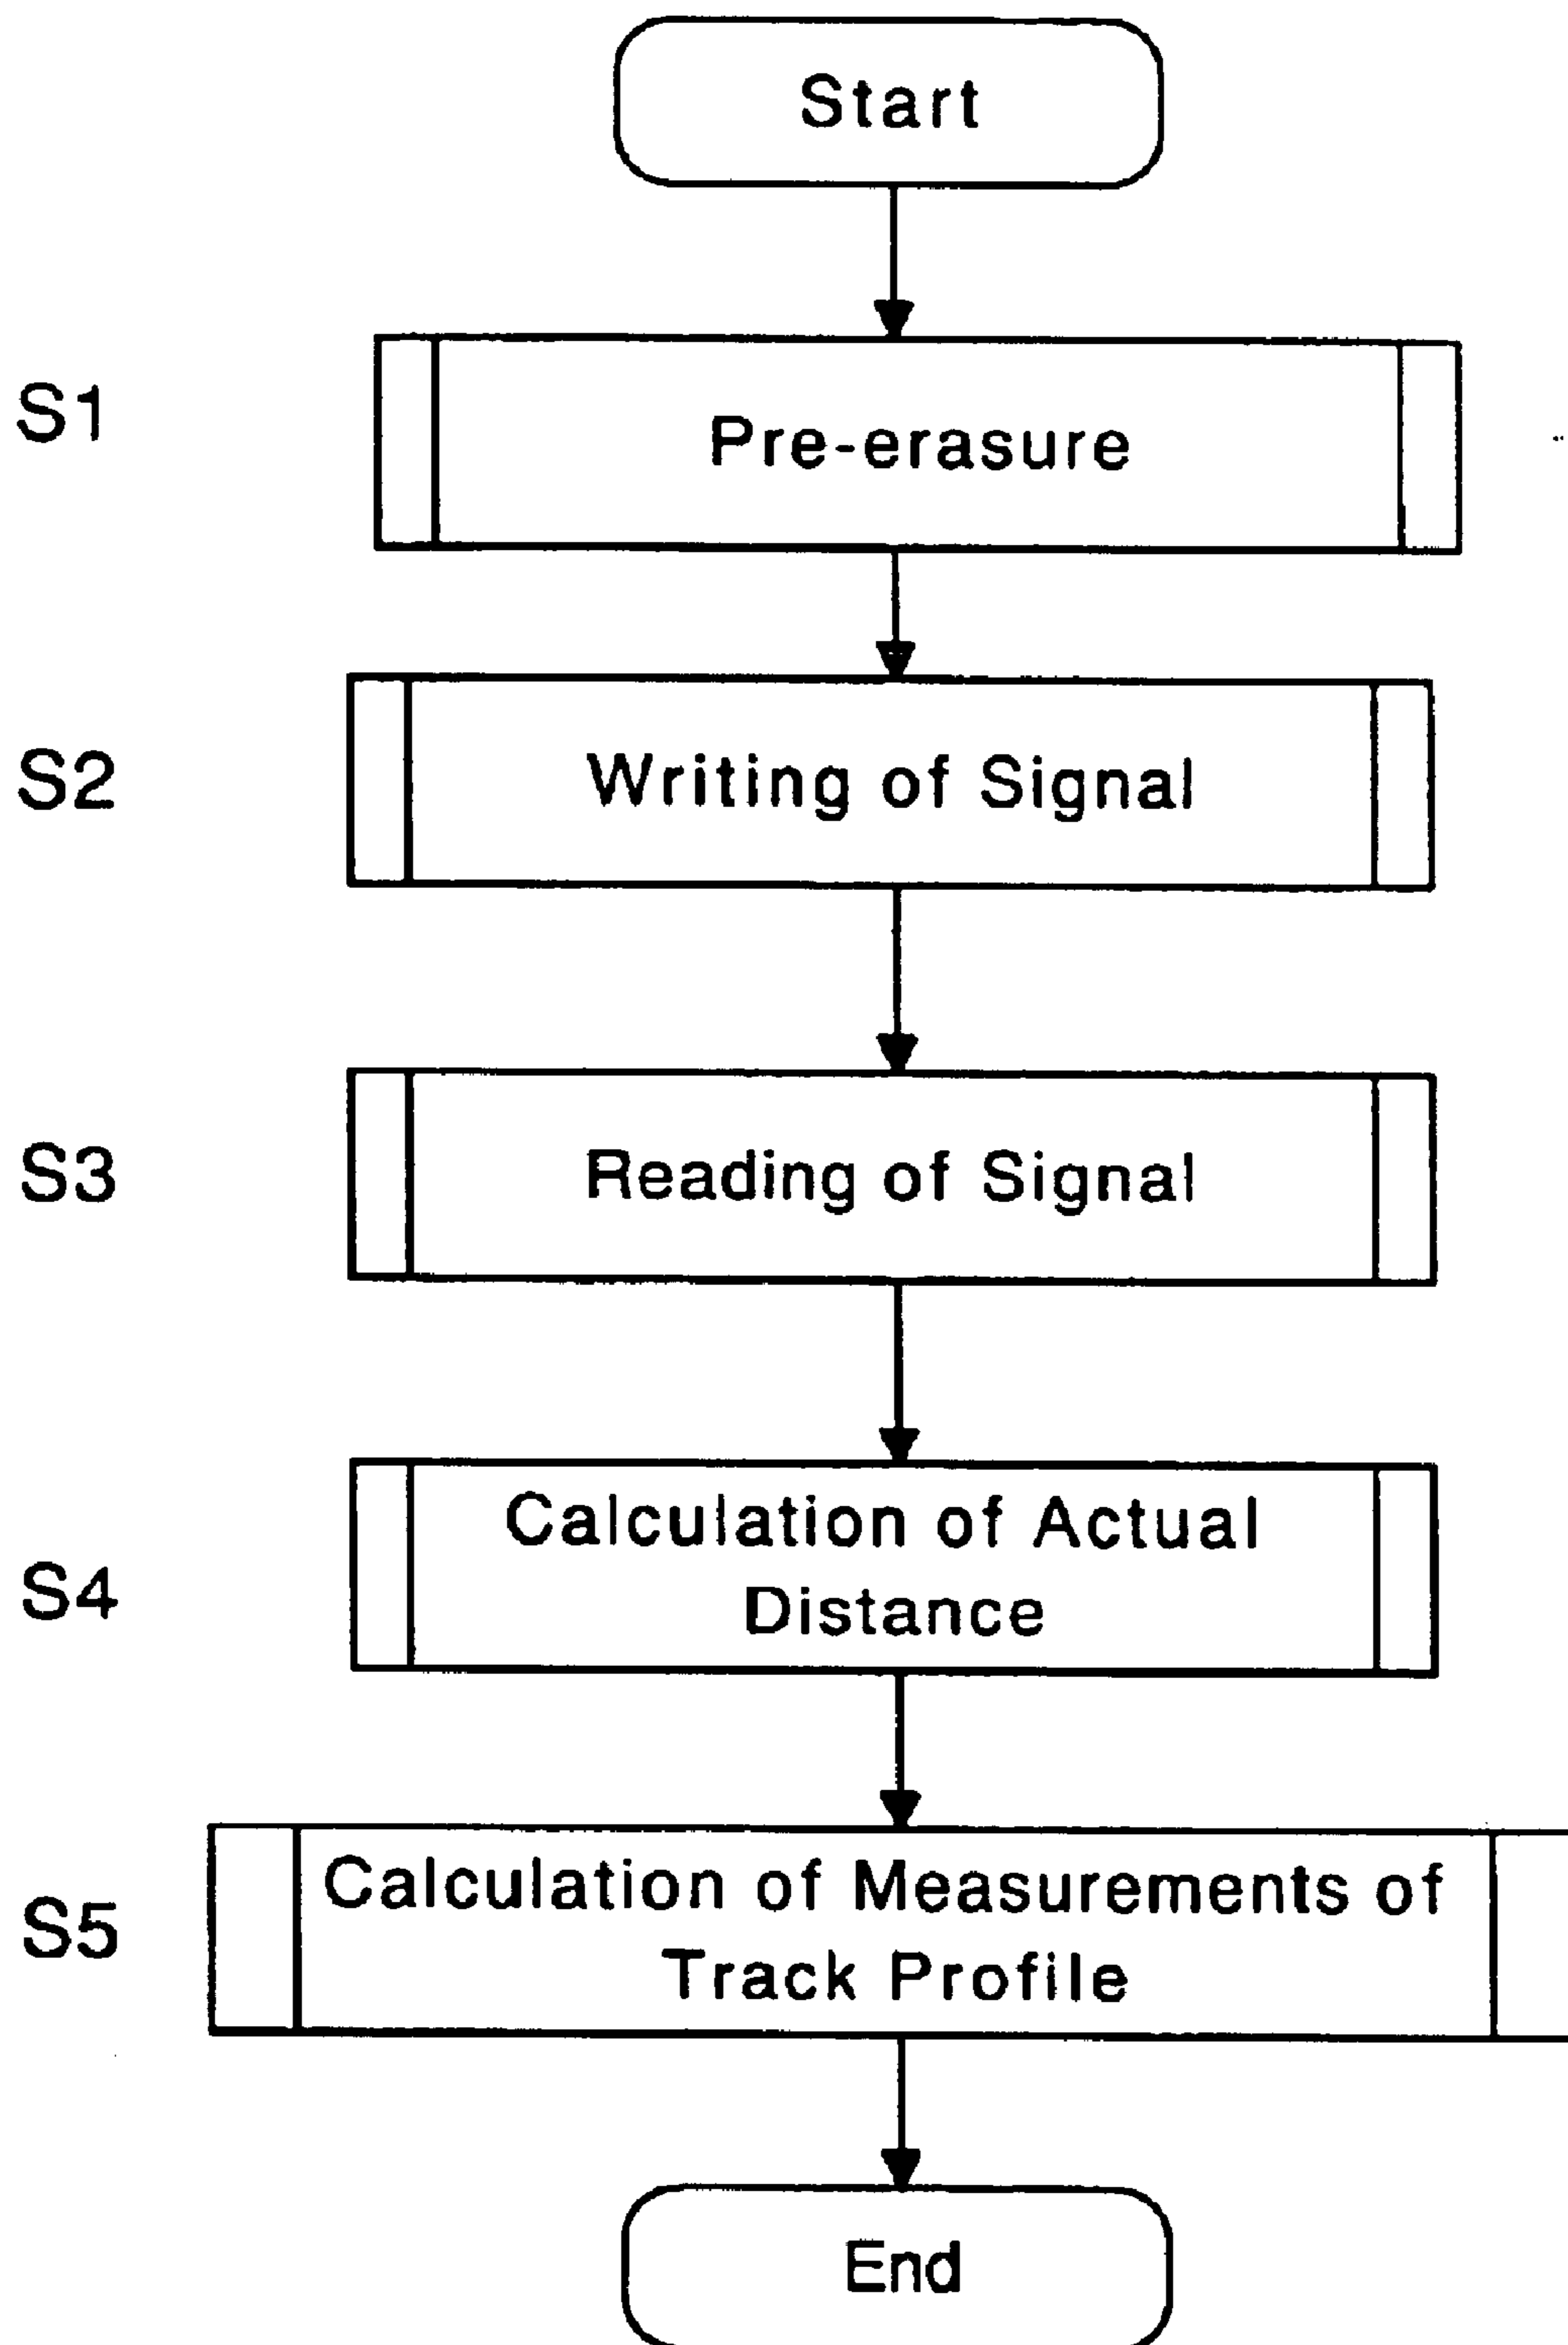 Start
S1
Pre-erasure
S2
Writing of Signal
S3
Reading of Signal
S4
Calculation of Actual
Distance
S5
Calculation of Measurements of
Track Profile
End